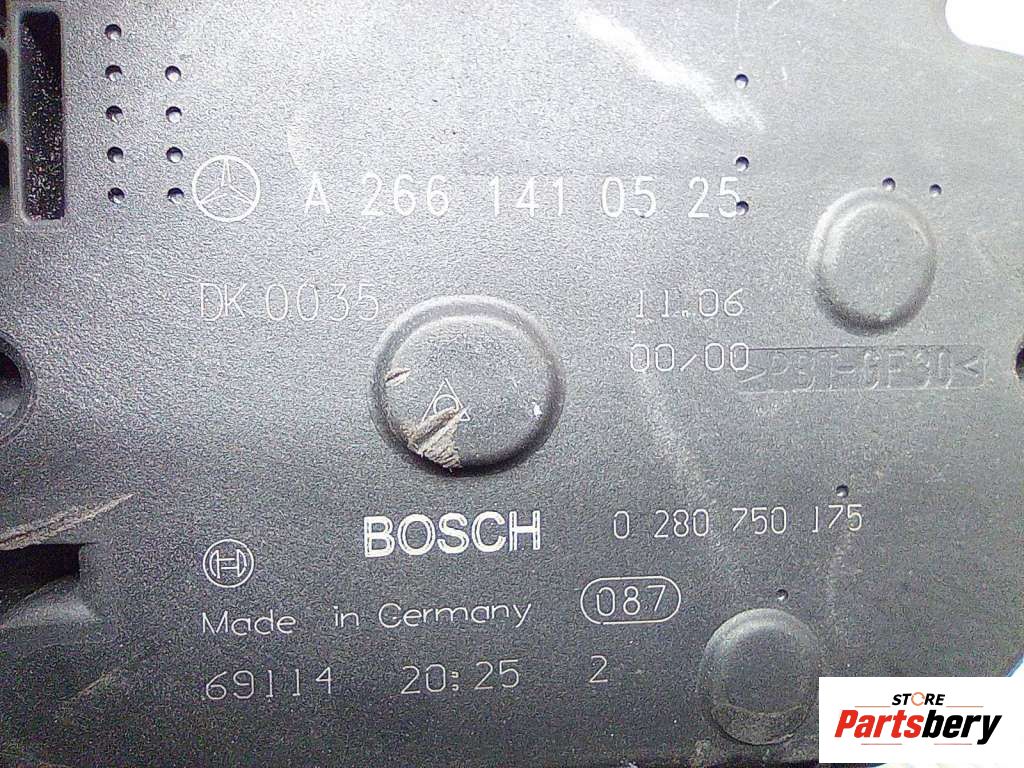 A 266 141 05 25
DK 0035 11.06
00/00
BOSCH 0 280 750 175
Made in Germany 087
69114 20:25 2
STORE
Partsbery